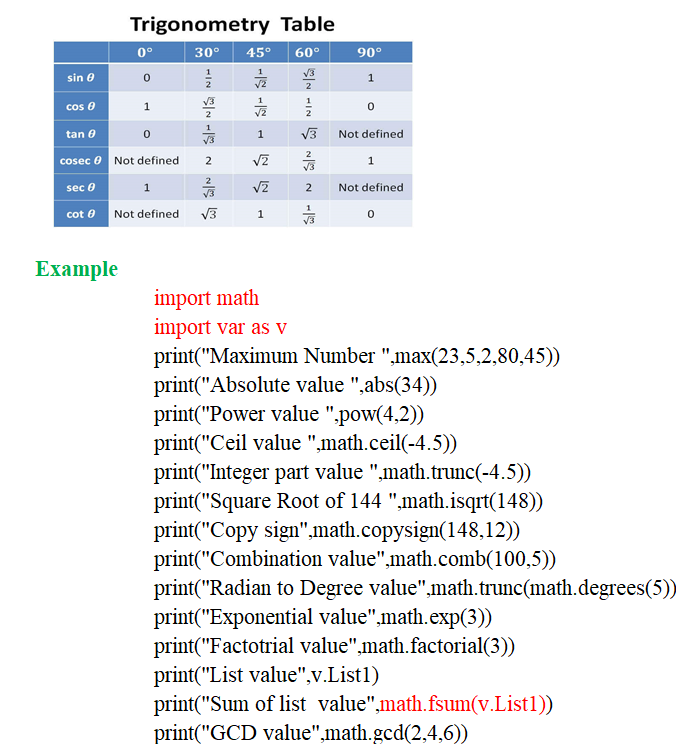 Trigonometry Table
0° 30° 45° 60° 90°
sin θ 0 1/2 1/√2 √3/2 1
cos θ 1 √3/2 1/√2 1/2 0
tan θ 0 1/√3 1 √3 Not defined
cosec θ Not defined 2 √2 2/√3 1
sec θ 1 2/√3 √2 2 Not defined
cot θ Not defined √3 1 1/√3 0
Example
import math
import var as v
print("Maximum Number ",max(23,5,2,80,45))
print("Absolute value ",abs(34))
print("Power value ",pow(4,2))
print("Ceil value ",math.ceil(-4.5))
print("Integer part value ",math.trunc(-4.5))
print("Square Root of 144 ",math.isqrt(148))
print("Copy sign",math.copysign(148,12))
print("Combination value",math.comb(100,5))
print("Radian to Degree value",math.trunc(math.degrees(5))
print("Exponential value",math.exp(3))
print("Factotrial value",math.factorial(3))
print("List value",v.List1)
print("Sum of list  value",math.fsum(v.List1))
print("GCD value",math.gcd(2,4,6))